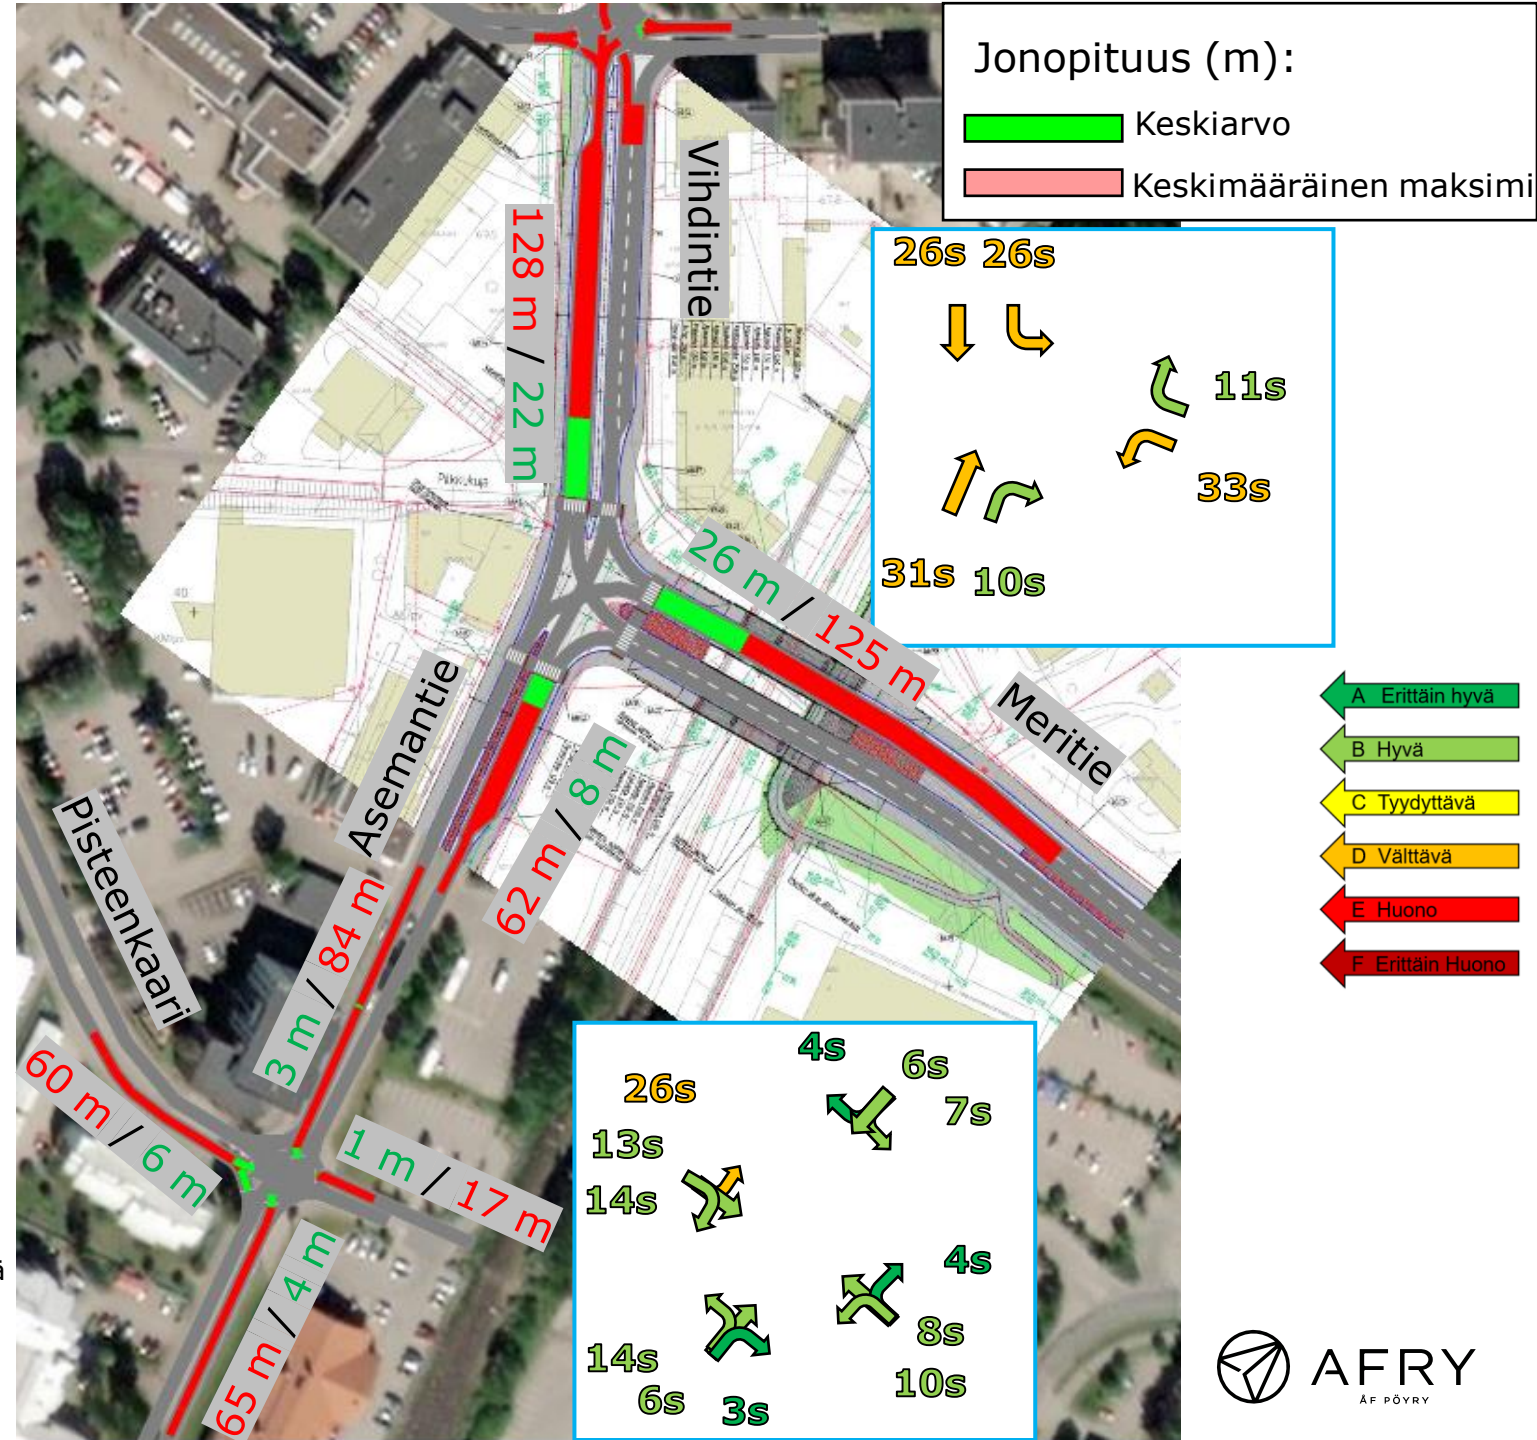 Jonopituus (m):
Keskiarvo
Keskimääräinen maksimi
Vihdintie
128 m / 22 m
26s 26s
11s
33s
31s 10s
26 m / 125 m
Meritie
Pikkukuja
Asemantie
62 m / 8 m
Pisteenkaari
3 m / 84 m
60 m / 6 m
1 m / 17 m
65 m / 4 m
A Erittäin hyvä
B Hyvä
C Tyydyttävä
D Välttävä
E Huono
F Erittäin Huono
4s
6s
7s
26s
13s
14s
4s
8s
10s
14s
6s
3s
ä
AFRY
ÅF PÖYRY